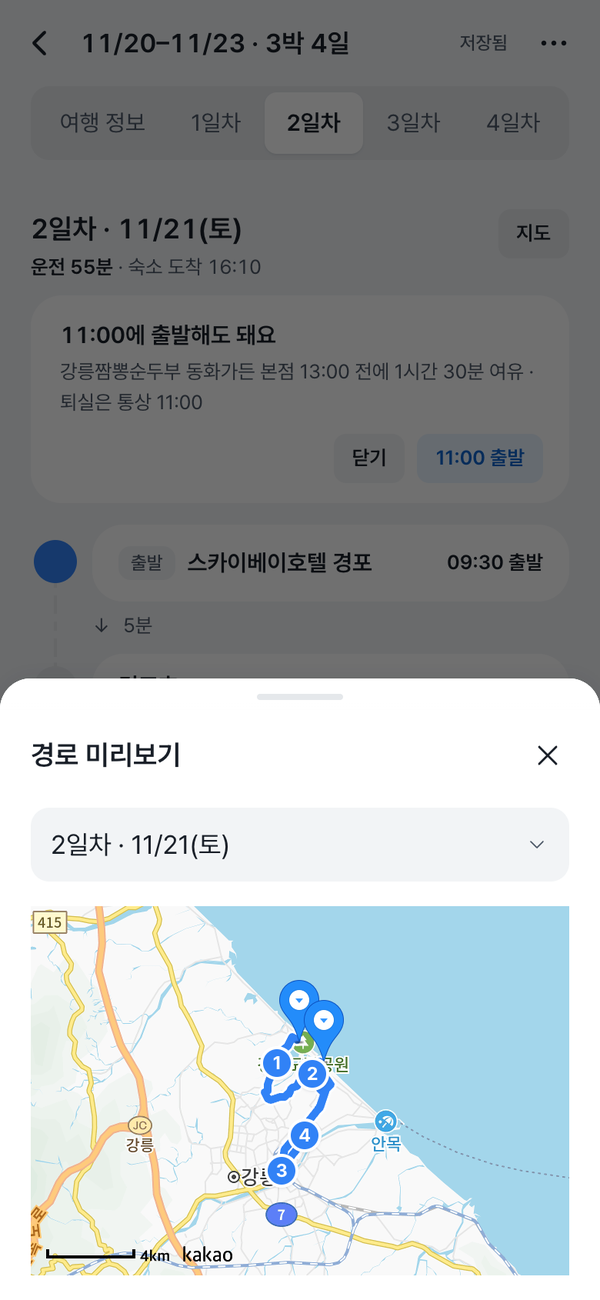 11/20–11/23 · 3박 4일
저장됨
여행 정보
1일차
2일차
3일차
4일차
2일차 · 11/21(토)
지도
운전 55분 · 숙소 도착 16:10
11:00에 출발해도 돼요
강릉짬뽕순두부 동화가든 본점 13:00 전에 1시간 30분 여유 ·
퇴실은 통상 11:00
닫기
11:00 출발
출발
스카이베이호텔 경포
09:30 출발
↓ 5분
경로 미리보기
2일차 · 11/21(토)
415
1
2
4
3
JC
강릉
안목
7
4km
kakao